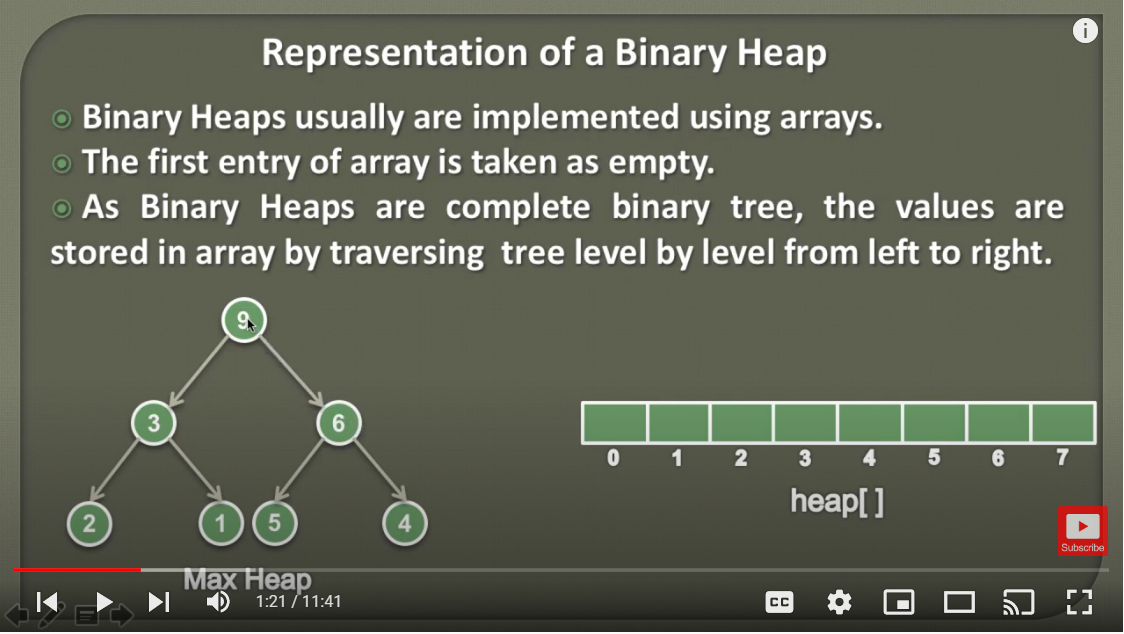 Representation of a Binary Heap
Binary Heaps usually are implemented using arrays.
The first entry of array is taken as empty.
As Binary Heaps are complete binary tree, the values are
stored in array by traversing tree level by level from left to right.
9
3 6
2 1 5 4
0 1 2 3 4 5 6 7
heap[ ]
Max Heap
Subscribe
1:21 / 11:41
CC
i